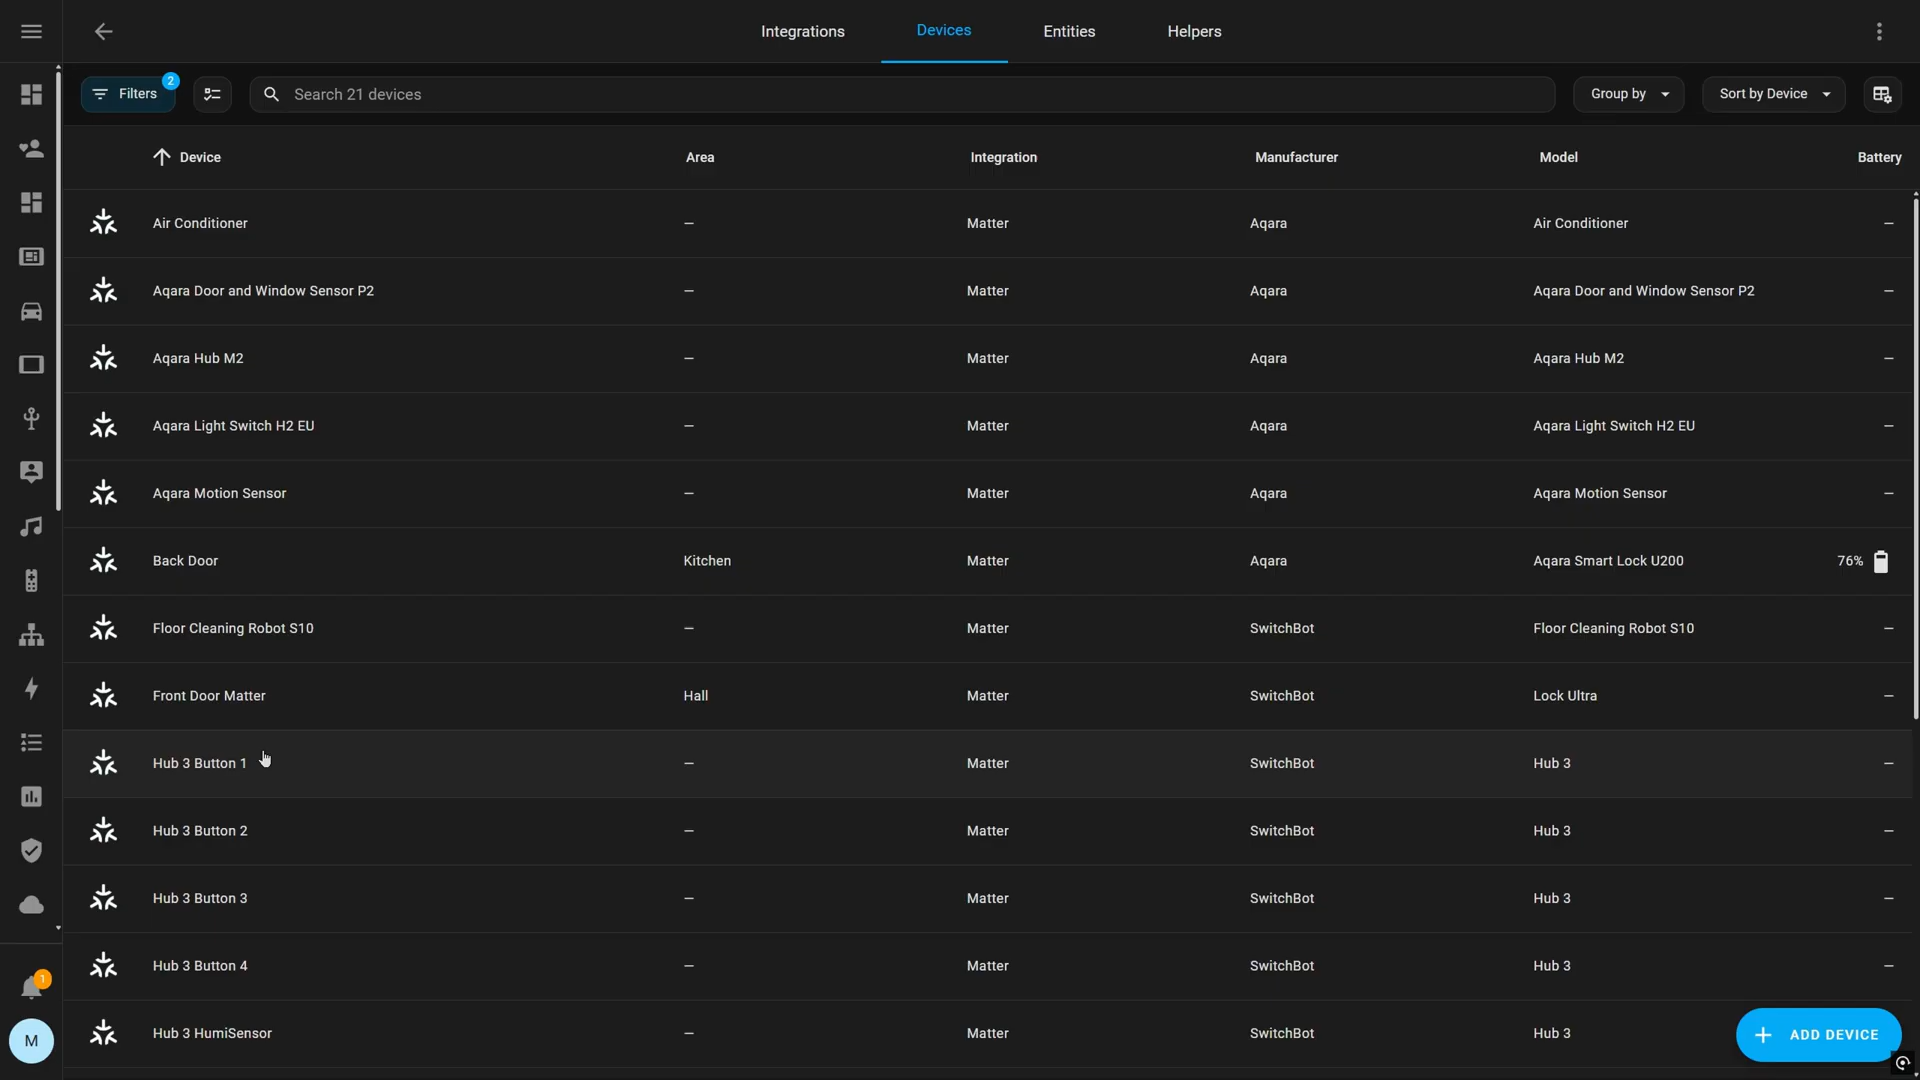 Integrations Devices Entities Helpers
Filters 2 Search 21 devices Group by Sort by Device
Device Area Integration Manufacturer Model Battery
Air Conditioner — Matter Aqara Air Conditioner —
Aqara Door and Window Sensor P2 — Matter Aqara Aqara Door and Window Sensor P2 —
Aqara Hub M2 — Matter Aqara Aqara Hub M2 —
Aqara Light Switch H2 EU — Matter Aqara Aqara Light Switch H2 EU —
Aqara Motion Sensor — Matter Aqara Aqara Motion Sensor —
Back Door Kitchen Matter Aqara Aqara Smart Lock U200 76%
Floor Cleaning Robot S10 — Matter SwitchBot Floor Cleaning Robot S10 —
Front Door Matter Hall Matter SwitchBot Lock Ultra —
Hub 3 Button 1 — Matter SwitchBot Hub 3 —
Hub 3 Button 2 — Matter SwitchBot Hub 3 —
Hub 3 Button 3 — Matter SwitchBot Hub 3 —
Hub 3 Button 4 — Matter SwitchBot Hub 3 —
1
Hub 3 HumiSensor — Matter SwitchBot Hub 3
M
ADD DEVICE